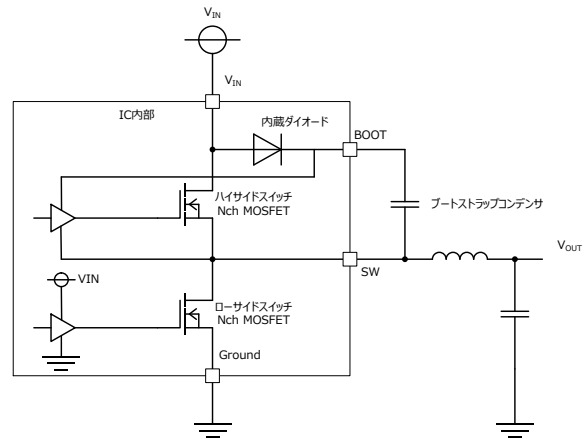 VIN
VIN
IC内部
内蔵ダイオード
BOOT
ハイサイドスイッチ
Nch MOSFET
ブートストラップコンデンサ
VOUT
SW
VIN
ローサイドスイッチ
Nch MOSFET
Ground